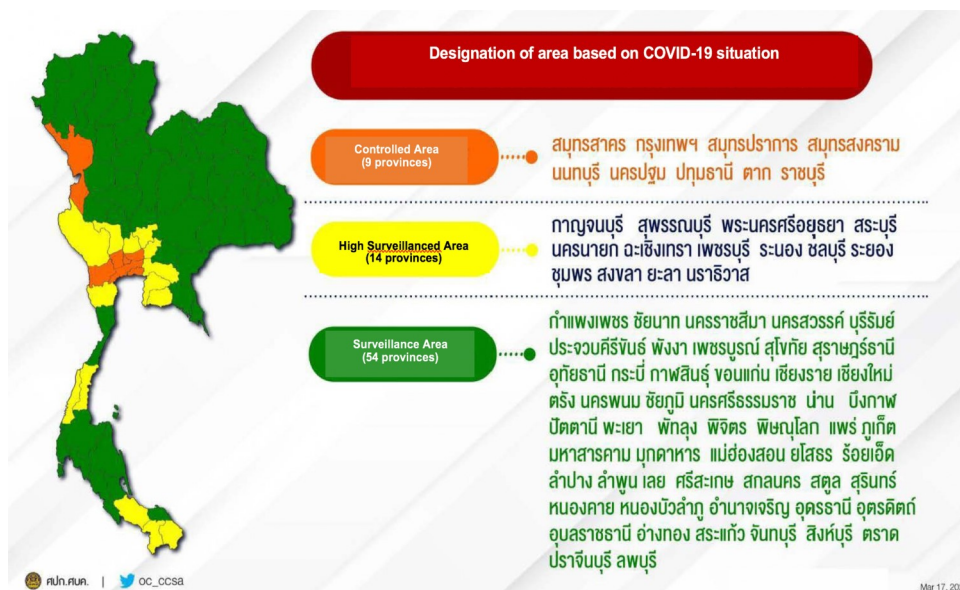 Designation of area based on COVID-19 situation
Controlled Area
(9 provinces)
สมุทรสาคร กรุงเทพฯ สมุทรปราการ สมุทรสงคราม
นนทบุรี นครปฐม ปทุมธานี ตาก ราชบุรี
High Surveillanced Area
(14 provinces)
กาญจนบุรี สุพรรณบุรี พระนครศรีอยุธยา สระบุรี
นครนายก ฉะเชิงเทรา เพชรบุรี ระนอง ชลบุรี ระยอง
ชุมพร สงขลา ยะลา นราธิวาส
Surveillance Area
(54 provinces)
กำแพงเพชร ชัยนาท นครราชสีมา นครสวรรค์ บุรีรัมย์
ประจวบคีรีขันธ์ พังงา เพชรบูรณ์ สุโขทัย สุราษฎร์ธานี
อุทัยธานี กระบี่ กาฬสินธุ์ ขอนแก่น เชียงราย เชียงใหม่
ตรัง นครพนม ชัยภูมิ นครศรีธรรมราช น่าน บึงกาฬ
ปัตตานี พะเยา พัทลุง พิจิตร พิษณุโลก แพร่ ภูเก็ต
มหาสารคาม มุกดาหาร แม่ฮ่องสอน ยโสธร ร้อยเอ็ด
ลำปาง ลำพูน เลย ศรีสะเกษ สกลนคร สตูล สุรินทร์
หนองคาย หนองบัวลำภู อำนาจเจริญ อุดรธานี อุตรดิตถ์
อุบลราชธานี อ่างทอง สระแก้ว จันทบุรี สิงห์บุรี ตราด
ปราจีนบุรี ลพบุรี
ศปก.ศบค. | oc_ccsa
Mar 17, 20